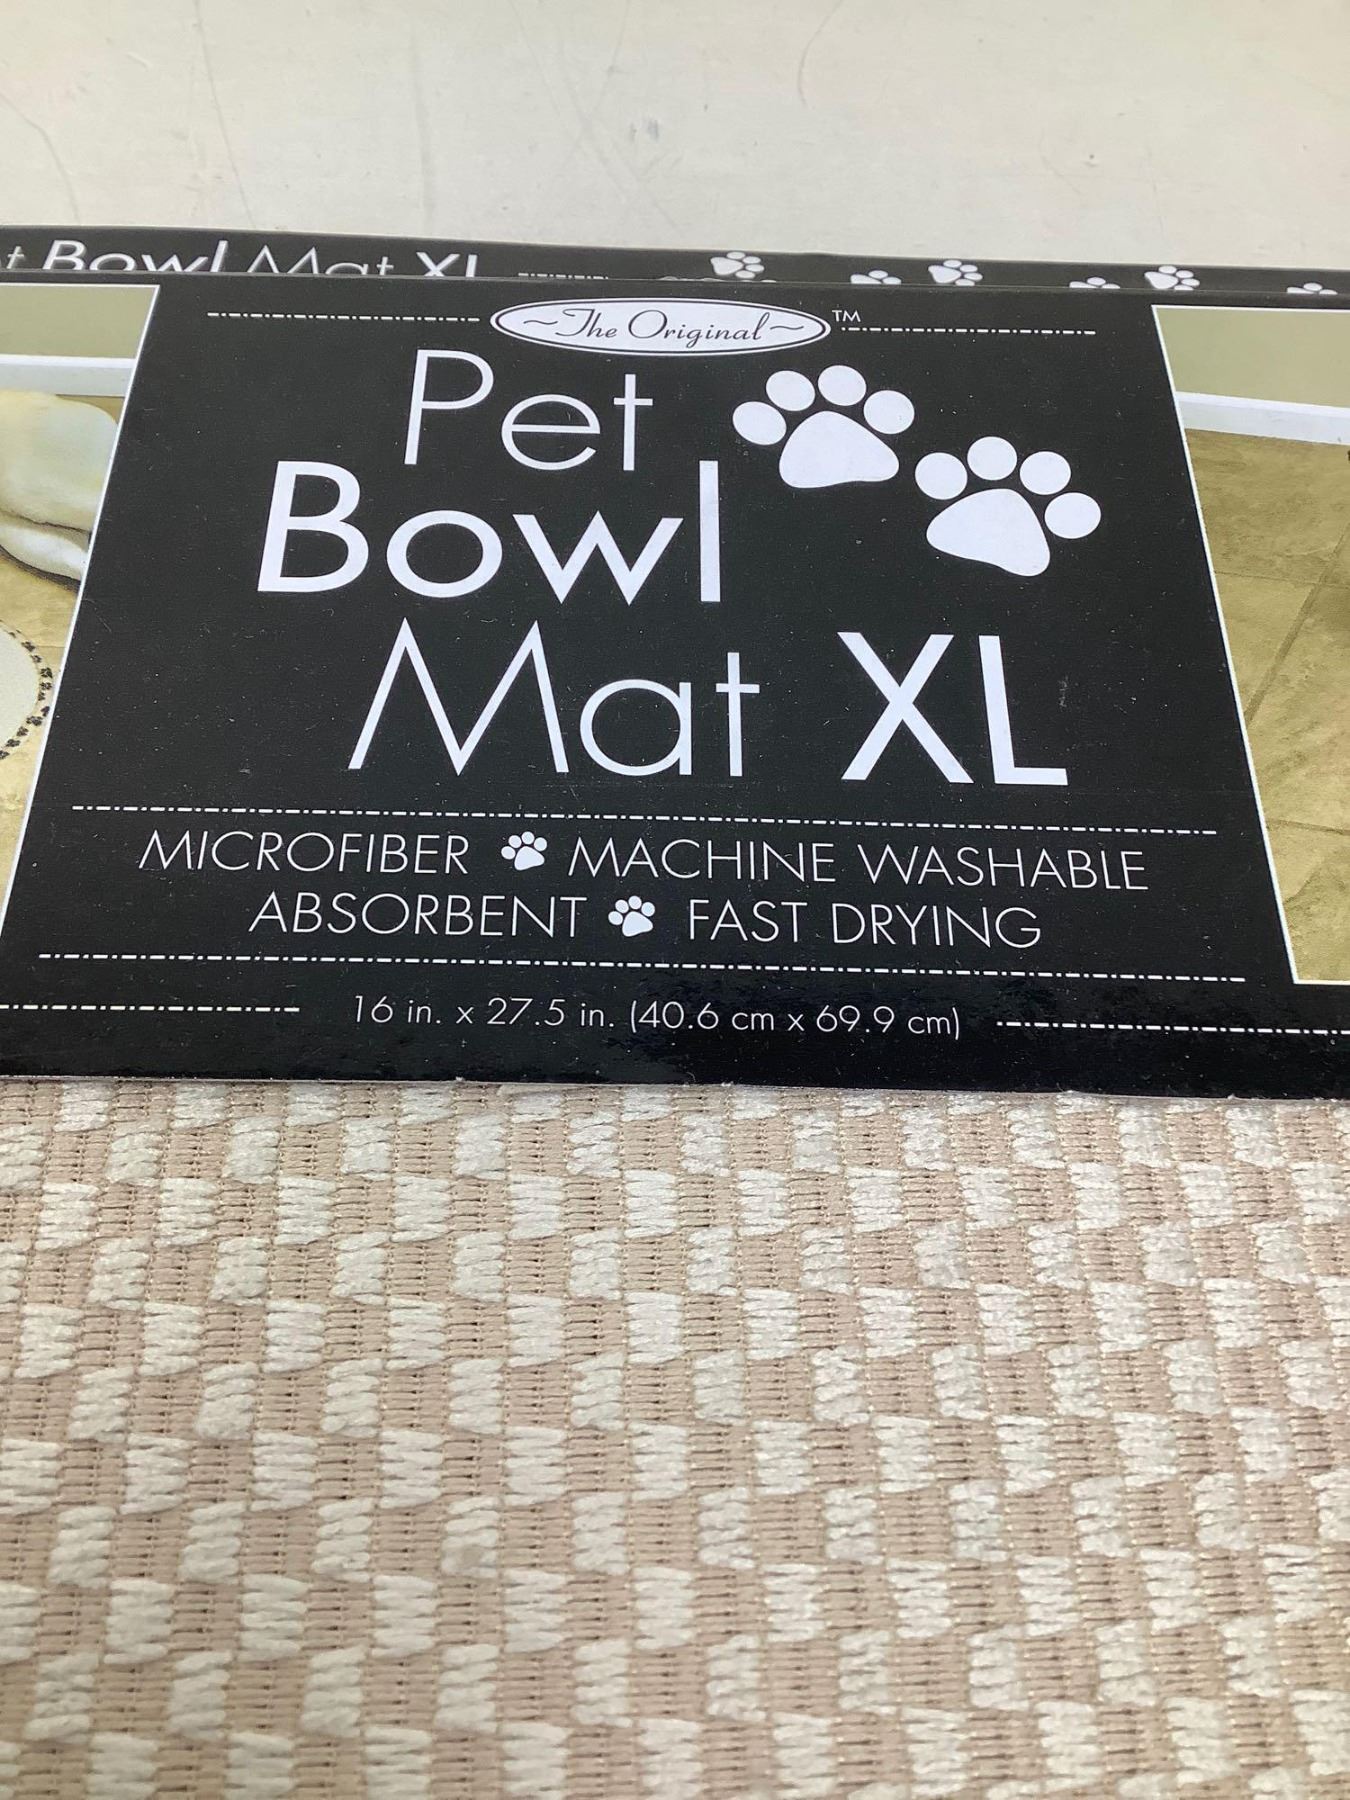 Bowl Mat XL
~The Original~ ™
Pet
Bowl
Mat XL
MICROFIBER MACHINE WASHABLE
ABSORBENT FAST DRYING
16 in. x 27.5 in. (40.6 cm x 69.9 cm)